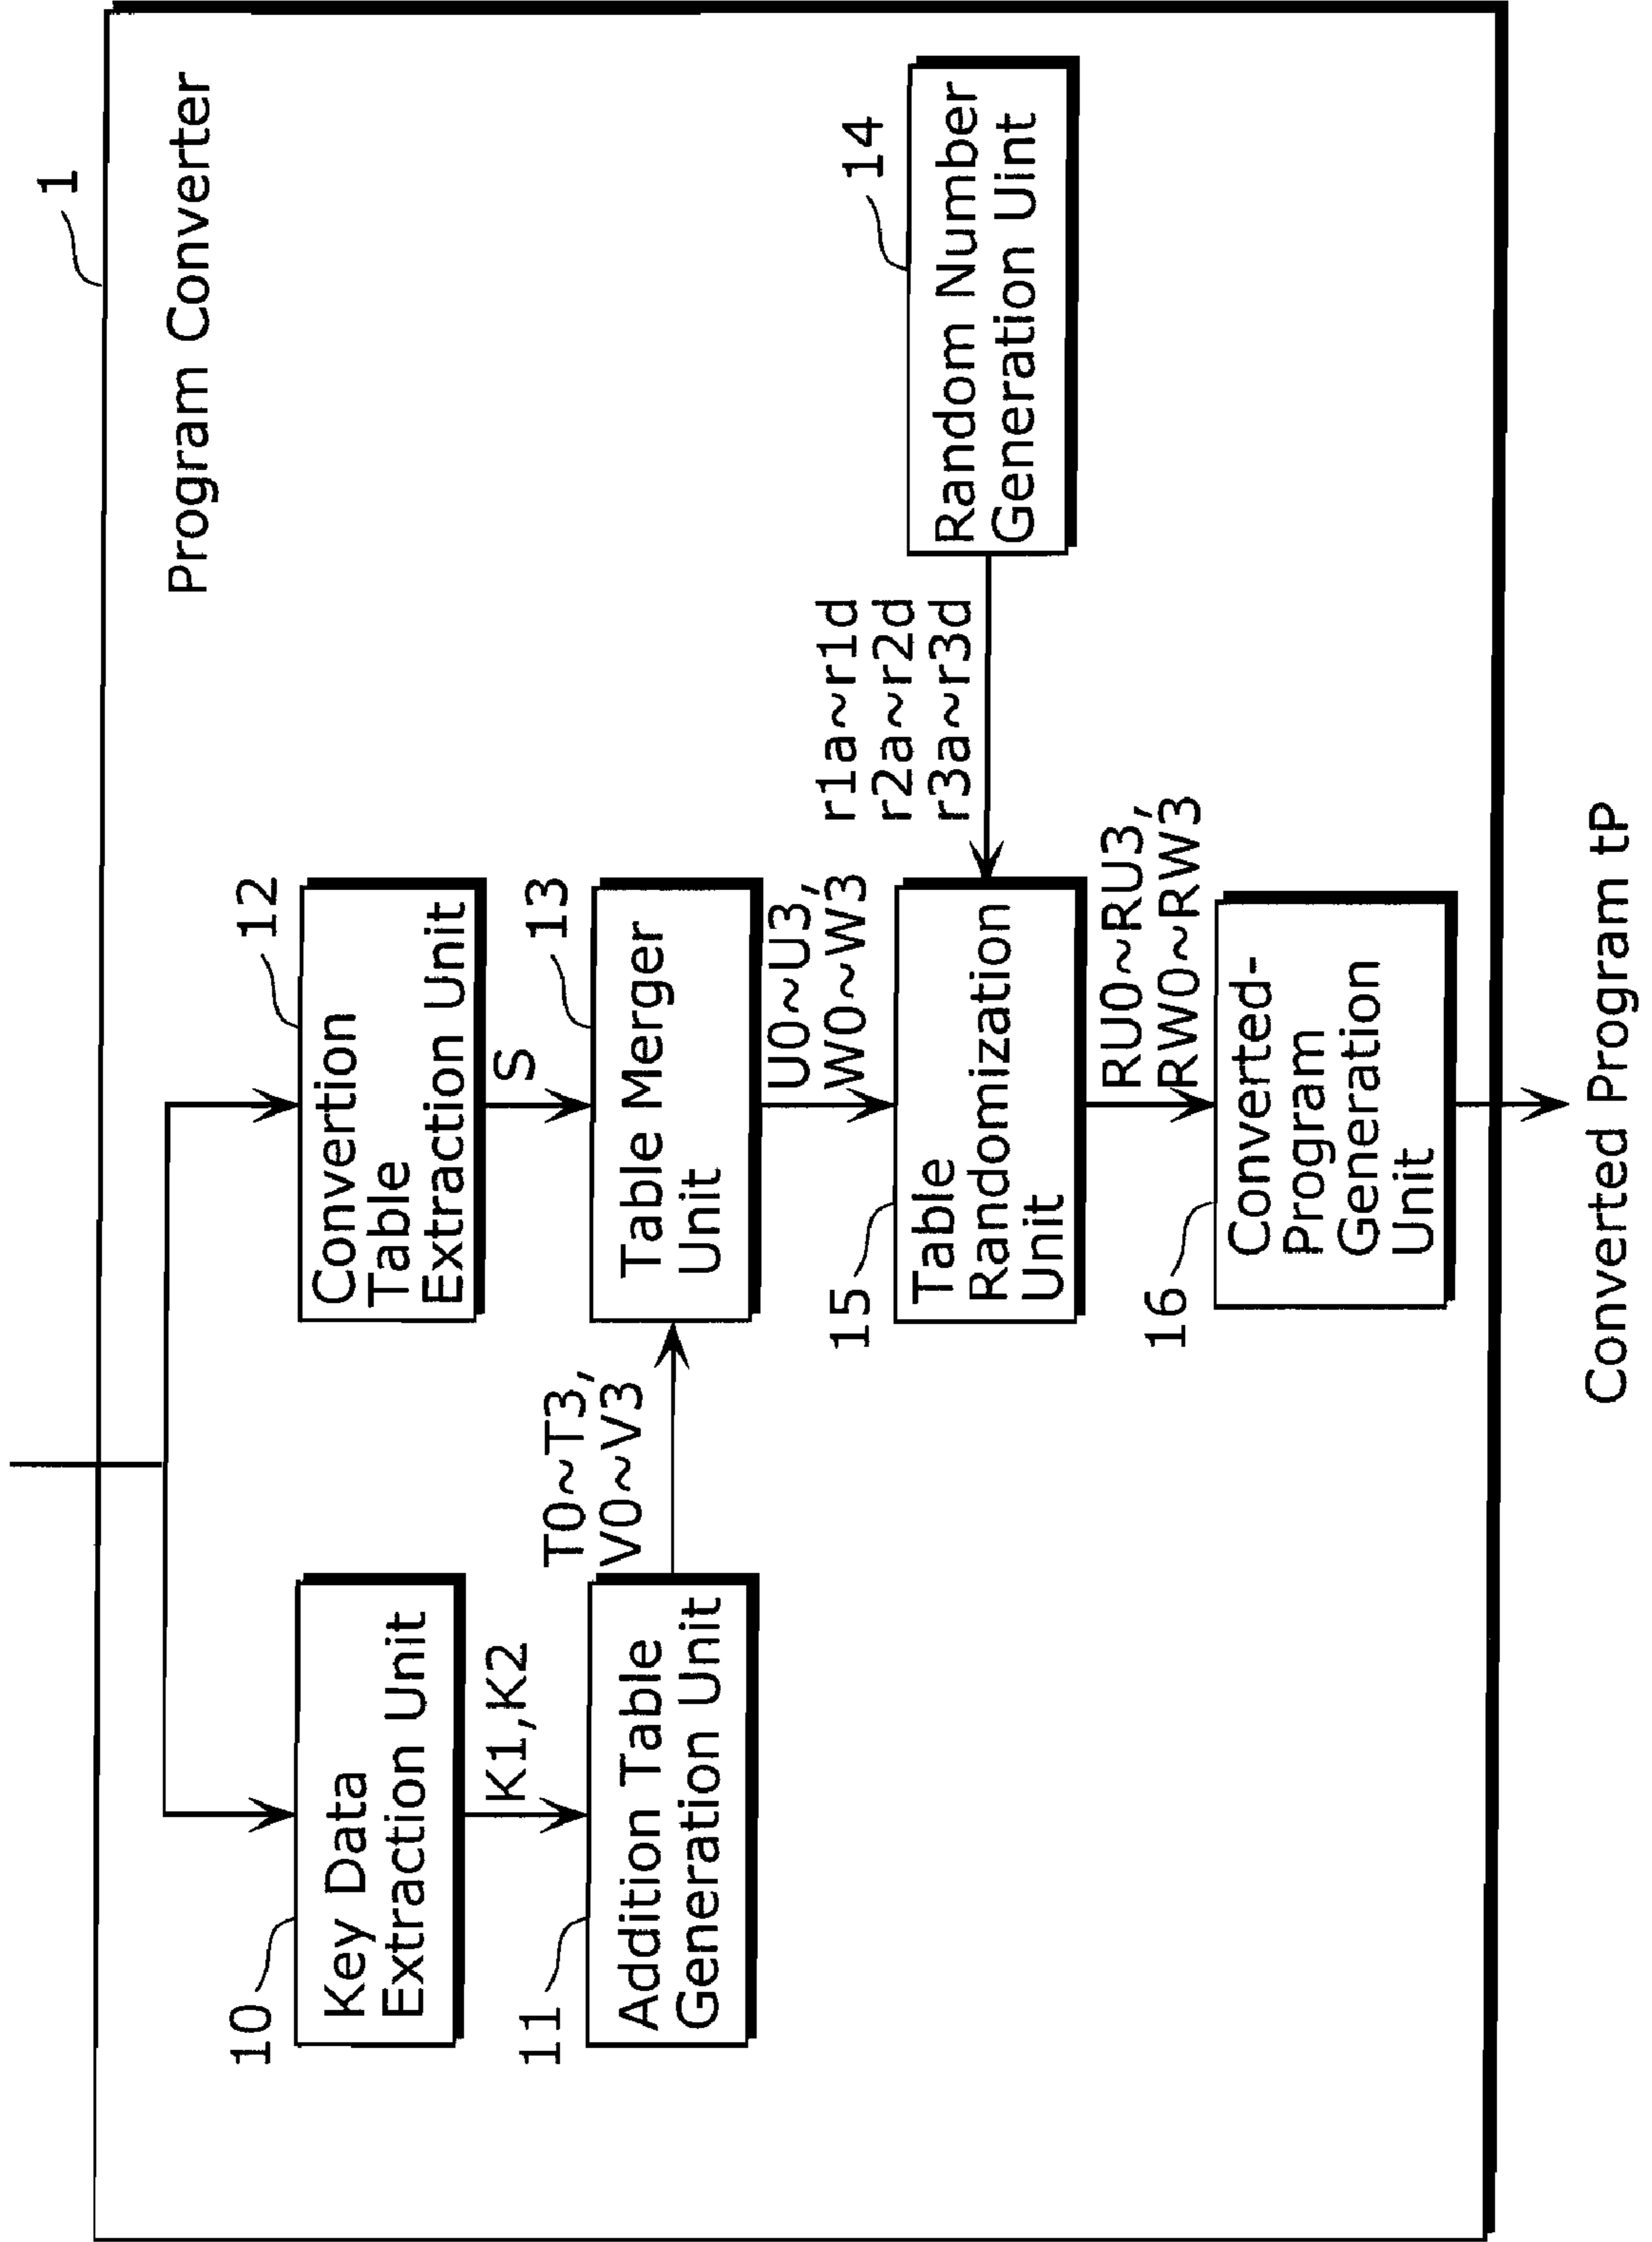 1
Program Converter
12
Convertion
Table
Extraction Unit
10
Key Data
Extraction Unit
S
K1,K2
13
Table Merger
Unit
T0~T3,
V0~V3
11
Addition Table
Generation Unit
U0~U3,
W0~W3
r1a~r1d
r2a~r2d
r3a~r3d
14
Random Number
Generation Uint
15
Table
Randomization
Unit
RU0~RU3,
RW0~RW3
16
Converted-
Program
Generation
Unit
Converted Program tP